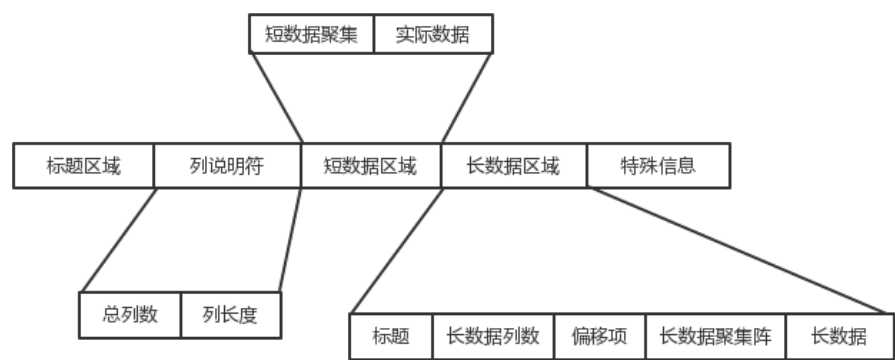 短数据聚集 实际数据
标题区域 列说明符 短数据区域 长数据区域 特殊信息
总列数 列长度
标题 长数据列数 偏移项 长数据聚集阵 长数据